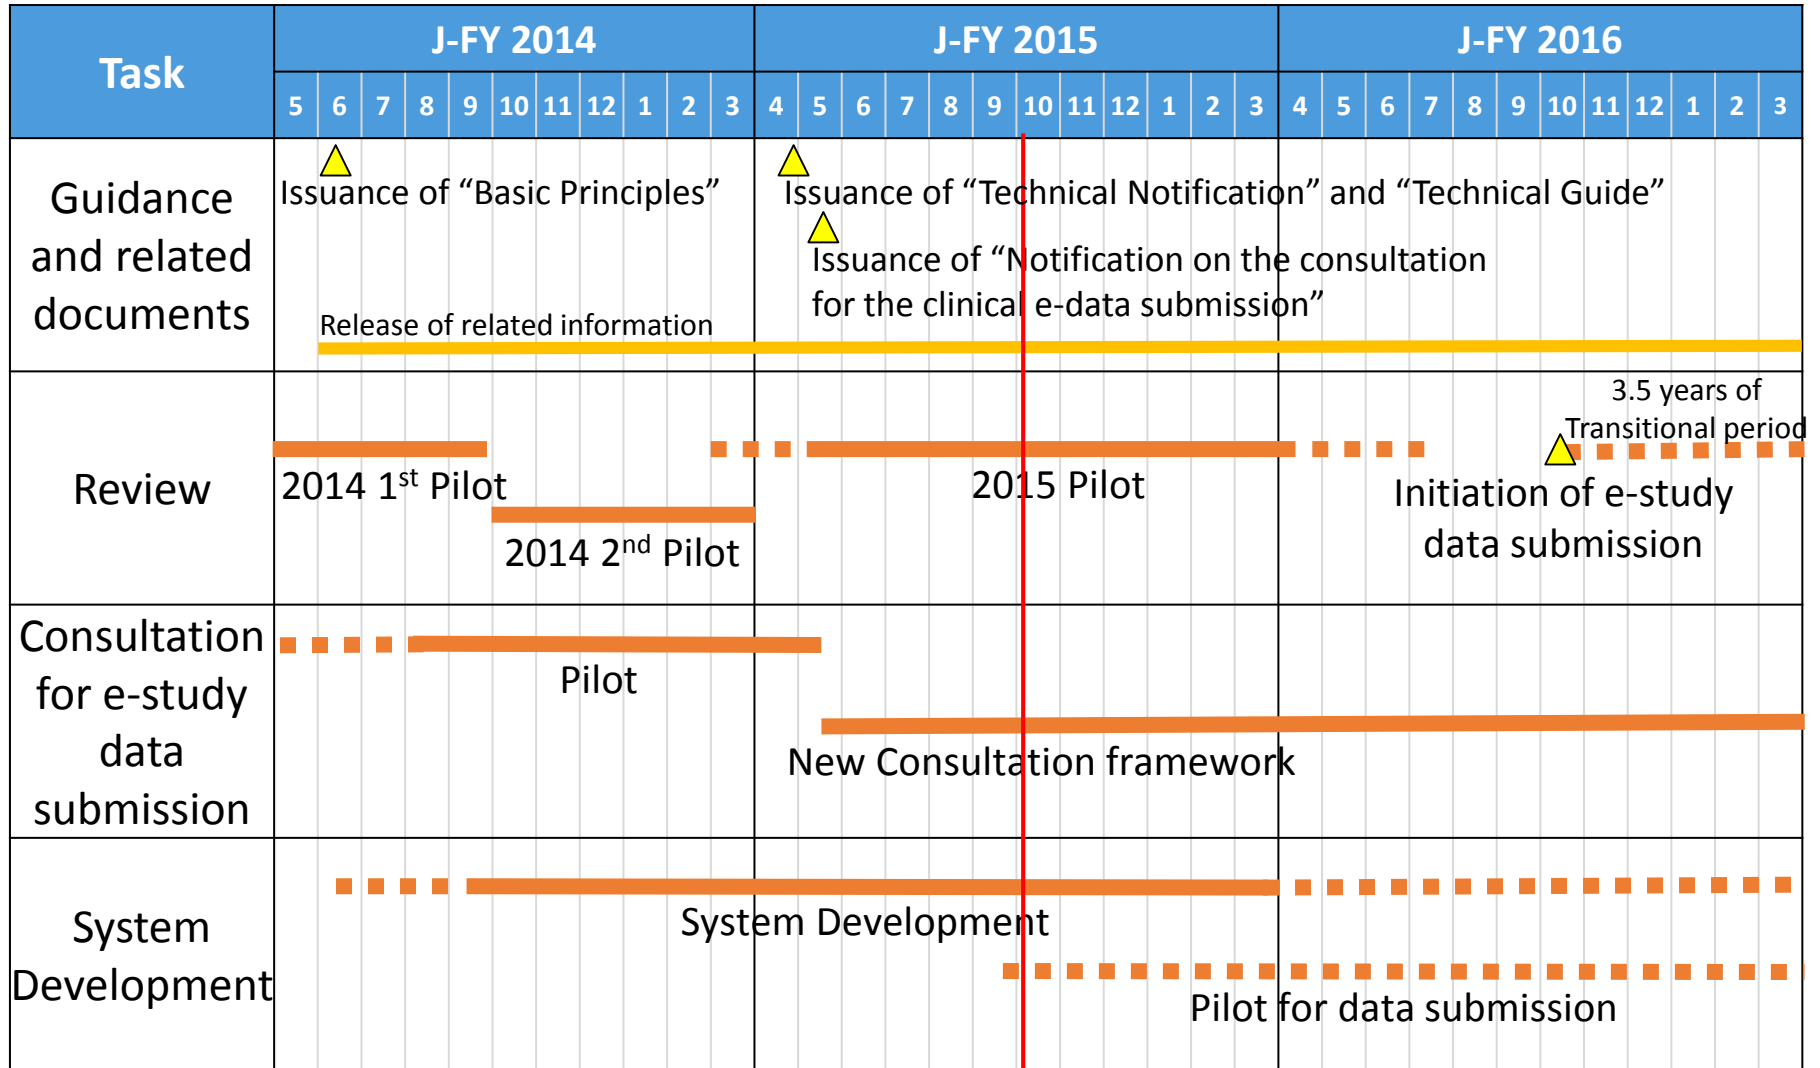 Task
J-FY 2014
J-FY 2015
J-FY 2016
5 6 7 8 9 10 11 12 1 2 3 4 5 6 7 8 9 10 11 12 1 2 3 4 5 6 7 8 9 10 11 12 1 2 3
Guidance
and related
documents
Issuance of “Basic Principles”
Issuance of “Technical Notification” and “Technical Guide”
Issuance of “Notification on the consultation
for the clinical e-data submission”
Release of related information
Review
2014 1st Pilot
2014 2nd Pilot
2015 Pilot
3.5 years of
Transitional period
Initiation of e-study
data submission
Consultation
for e-study
data
submission
Pilot
New Consultation framework
System
Development
System Development
Pilot for data submission